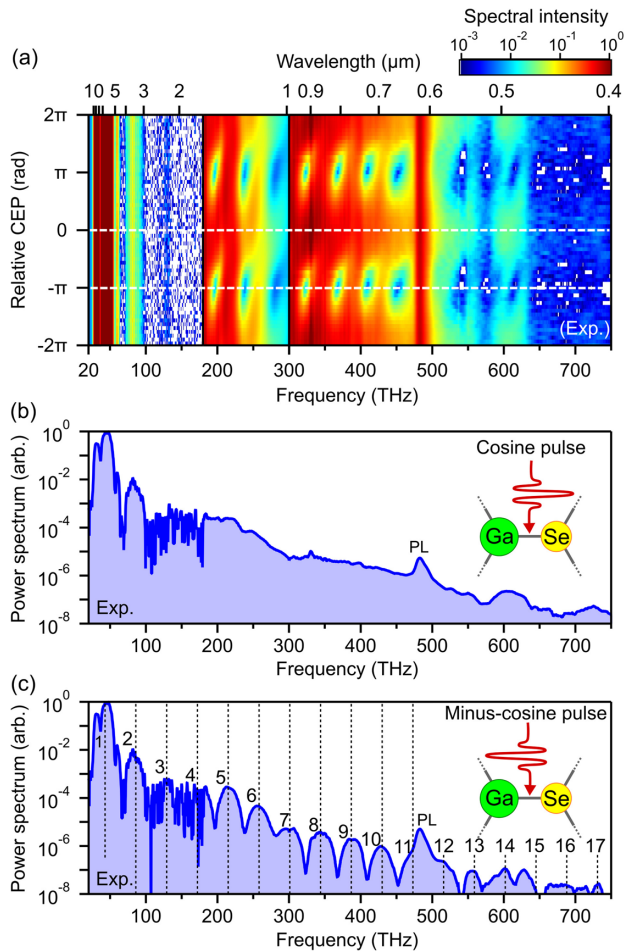 Spectral intensity
10⁻³ 10⁻² 10⁻¹ 10⁰
(a)
Wavelength (μm)
10 5 3 2 1 0.9 0.7 0.6 0.5 0.4
Relative CEP (rad)
2π
π
0
-π
-2π
(Exp.)
20 100 200 300 400 500 600 700
Frequency (THz)
(b)
Power spectrum (arb.)
10⁰
10⁻²
10⁻⁴
10⁻⁶
10⁻⁸
Cosine pulse
Ga Se
PL
Exp.
100 200 300 400 500 600 700
Frequency (THz)
(c)
Power spectrum (arb.)
10⁰
10⁻²
10⁻⁴
10⁻⁶
10⁻⁸
Minus-cosine pulse
Ga Se
1 2 3 4 5 6 7 8 9 10 11 PL 12 13 14 15 16 17
Exp.
100 200 300 400 500 600 700
Frequency (THz)